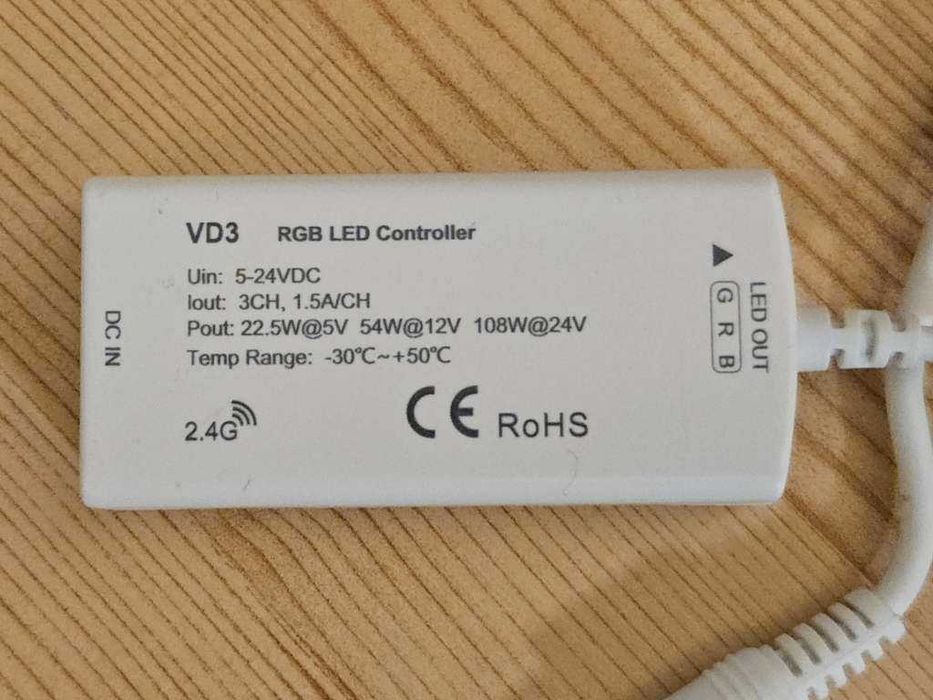 VD3 RGB LED Controller
Uin: 5-24VDC
Iout: 3CH, 1.5A/CH
Pout: 22.5W@5V 54W@12V 108W@24V
Temp Range: -30℃~+50℃
2.4G
CE RoHS
DC IN
▲ G R B
LED OUT